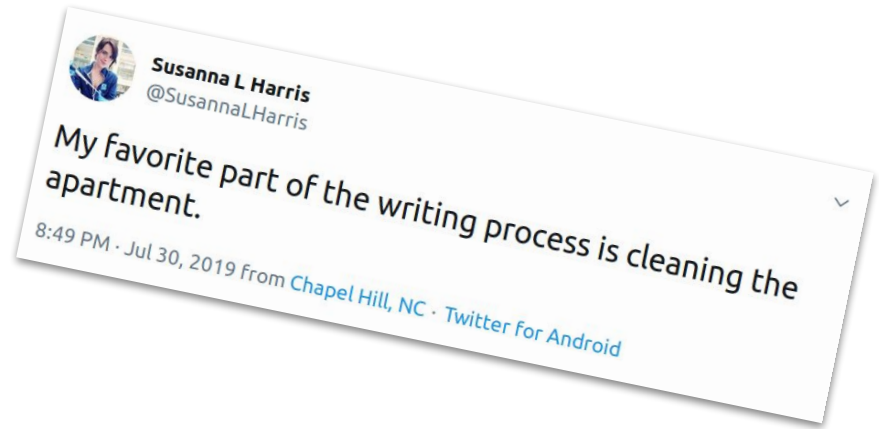 Susanna L Harris
@SusannaLHarris
My favorite part of the writing process is cleaning the
apartment.
8:49 PM · Jul 30, 2019 from Chapel Hill, NC · Twitter for Android